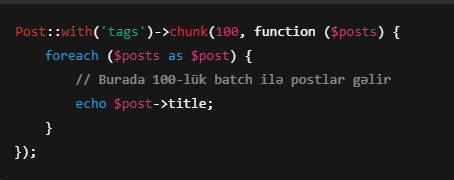 Post::with('tags')->chunk(100, function ($posts) {
    foreach ($posts as $post) {
        // Burada 100-lük batch ilə postlar gəlir
        echo $post->title;
    }
});